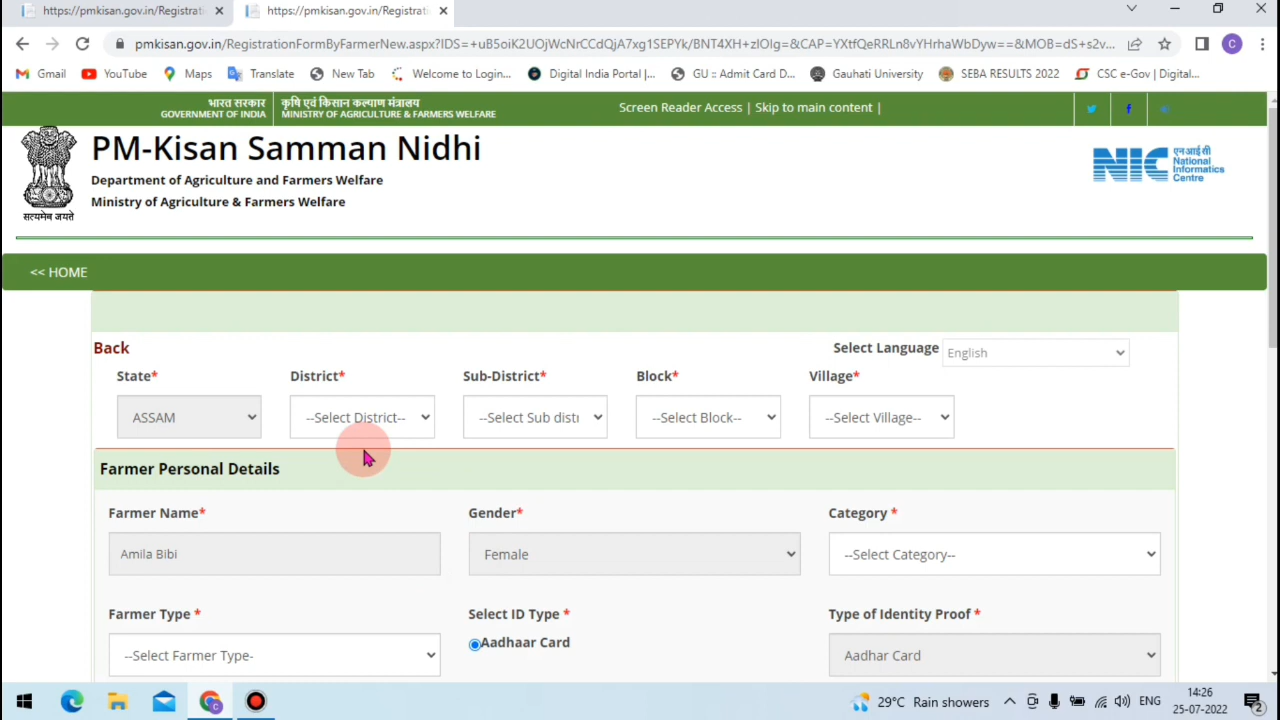 https://pmkisan.gov.in/Registrati × https://pmkisan.gov.in/Registrati ×
pmkisan.gov.in/RegistrationFormByFarmerNew.aspx?IDS=+uB5oiK2UOjWcNrCCdQjA7xg1SEPYk/BNT4XH+zIOIg=&CAP=YXtfQeRRLn8vYHrhaWbDyw==&MOB=dS+s2v... C
Gmail YouTube Maps Translate New Tab Welcome to Login... Digital India Portal |... GU :: Admit Card D... Gauhati University SEBA RESULTS 2022 CSC e-Gov | Digital...
भारत सरकार कृषि एवं किसान कल्याण मंत्रालय
GOVERNMENT OF INDIA MINISTRY OF AGRICULTURE & FARMERS WELFARE
Screen Reader Access | Skip to main content |
PM-Kisan Samman Nidhi
Department of Agriculture and Farmers Welfare
Ministry of Agriculture & Farmers Welfare
सत्यमेव जयते
NIC एनआईसी
National
Informatics
Centre
<< HOME
Back Select Language English
State* District* Sub-District* Block* Village*
ASSAM --Select District-- --Select Sub distri --Select Block-- --Select Village--
Farmer Personal Details
Farmer Name* Gender* Category *
Amila Bibi Female --Select Category--
Farmer Type * Select ID Type * Type of Identity Proof *
--Select Farmer Type- Aadhaar Card Aadhar Card
29°C Rain showers ENG 14:26
25-07-2022 2